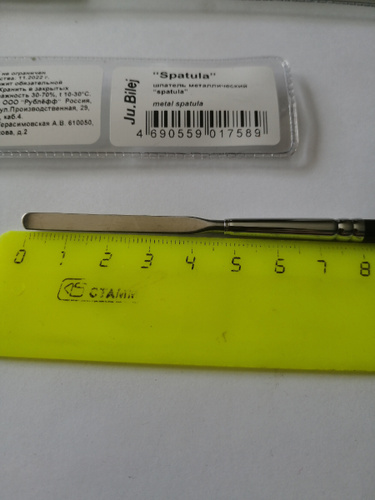 не ограничен
11.2022 г.
жит обязательной
Хранить в закрытых
ажность 30-70%, t 10-30°С.
ООО "Рублёфф" Россия,
ул.Производственная, 29,
каб.4.
Герасимовская А.В. 610050,
ова, д.2
Ju.Bilej
"Spatula"
шпатель металлический
"spatula"
metal spatula
4 690559 017589
0 1 2 3 4 5 6 7 8
СТАММ